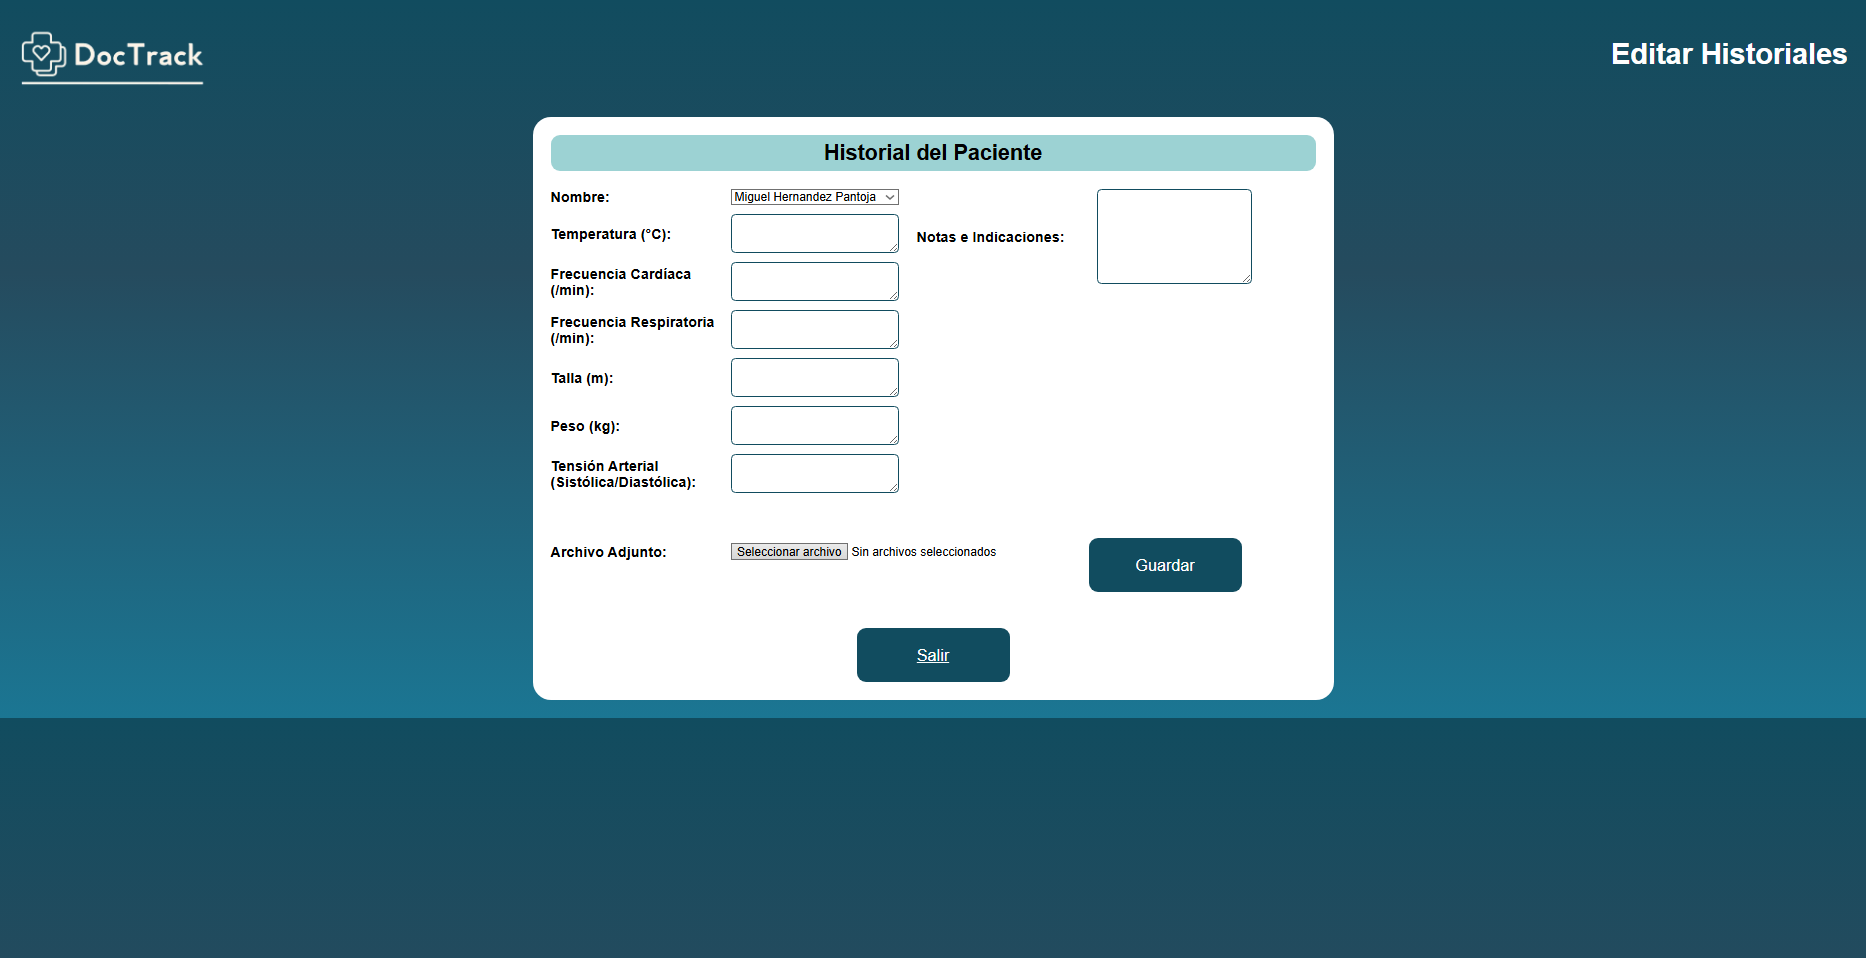 DocTrack
Editar Historiales
Historial del Paciente
Nombre:
Miguel Hernandez Pantoja
Temperatura (°C):
Notas e Indicaciones:
Frecuencia Cardíaca
(/min):
Frecuencia Respiratoria
(/min):
Talla (m):
Peso (kg):
Tensión Arterial
(Sistólica/Diastólica):
Archivo Adjunto:
Seleccionar archivo Sin archivos seleccionados
Guardar
Salir